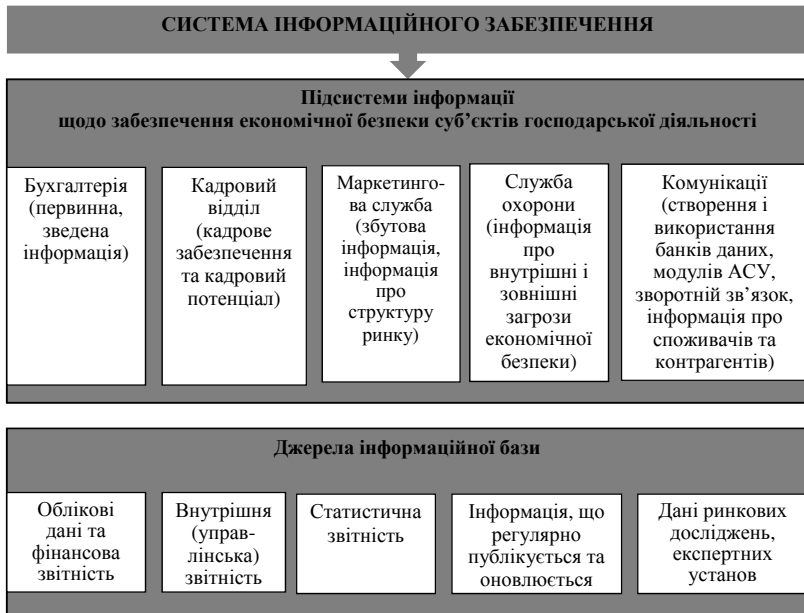 СИСТЕМА ІНФОРМАЦІЙНОГО ЗАБЕЗПЕЧЕННЯ
Підсистеми інформації
щодо забезпечення економічної безпеки суб’єктів господарської діяльності
Бухгалтерія
(первинна,
зведена
інформація)
Кадровий
відділ
(кадрове
забезпечення
та кадровий
потенціал)
Маркетинго-
ва служба
(збутова
інформація,
інформація
про
структуру
ринку)
Служба
охорони
(інформація
про
внутрішні і
зовнішні
загрози
економічної
безпеки)
Комунікації
(створення і
використання
банків даних,
модулів АСУ,
зворотній зв’язок,
інформація про
споживачів та
контрагентів)
Джерела інформаційної бази
Облікові
дані та
фінансова
звітність
Внутрішня
(управ-
лінська)
звітність
Статистична
звітність
Інформація, що
регулярно
публікується та
оновлюється
Дані ринкових
досліджень,
експертних
установ